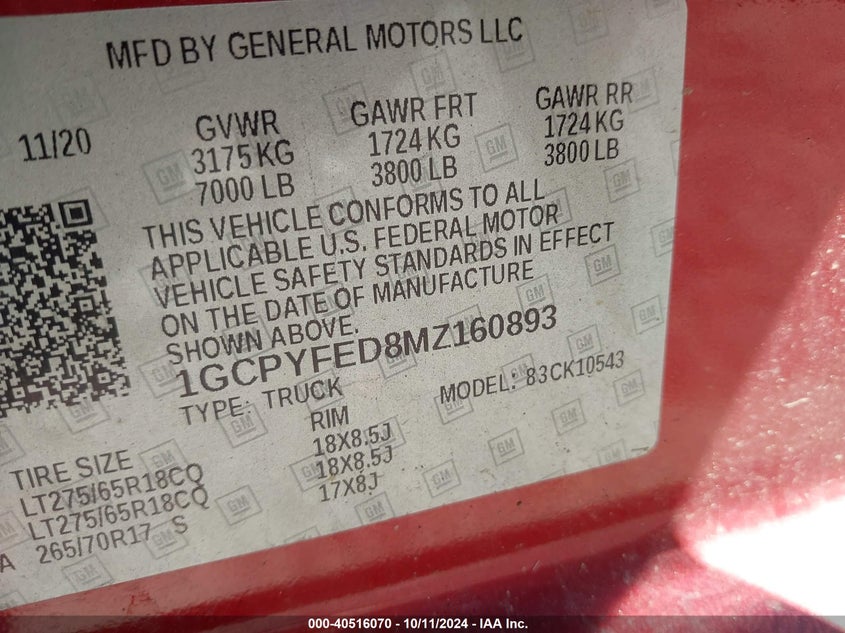 MFD BY GENERAL MOTORS LLC
11/20
GVWR
3175 KG
7000 LB
GAWR FRT
1724 KG
3800 LB
GAWR RR
1724 KG
3800 LB
THIS VEHICLE CONFORMS TO ALL
APPLICABLE U.S. FEDERAL MOTOR
VEHICLE SAFETY STANDARDS IN EFFECT
ON THE DATE OF MANUFACTURE
SHOWN ABOVE.
1GCPYFED8MZ160893
TYPE: TRUCK
MODEL: 83CK10543
TIRE SIZE
LT275/65R18CQ
LT275/65R18CQ
A 265/70R17 S
RIM
18X8.5J
18X8.5J
17X8J
000-40516070 - 10/11/2024 - IAA Inc.